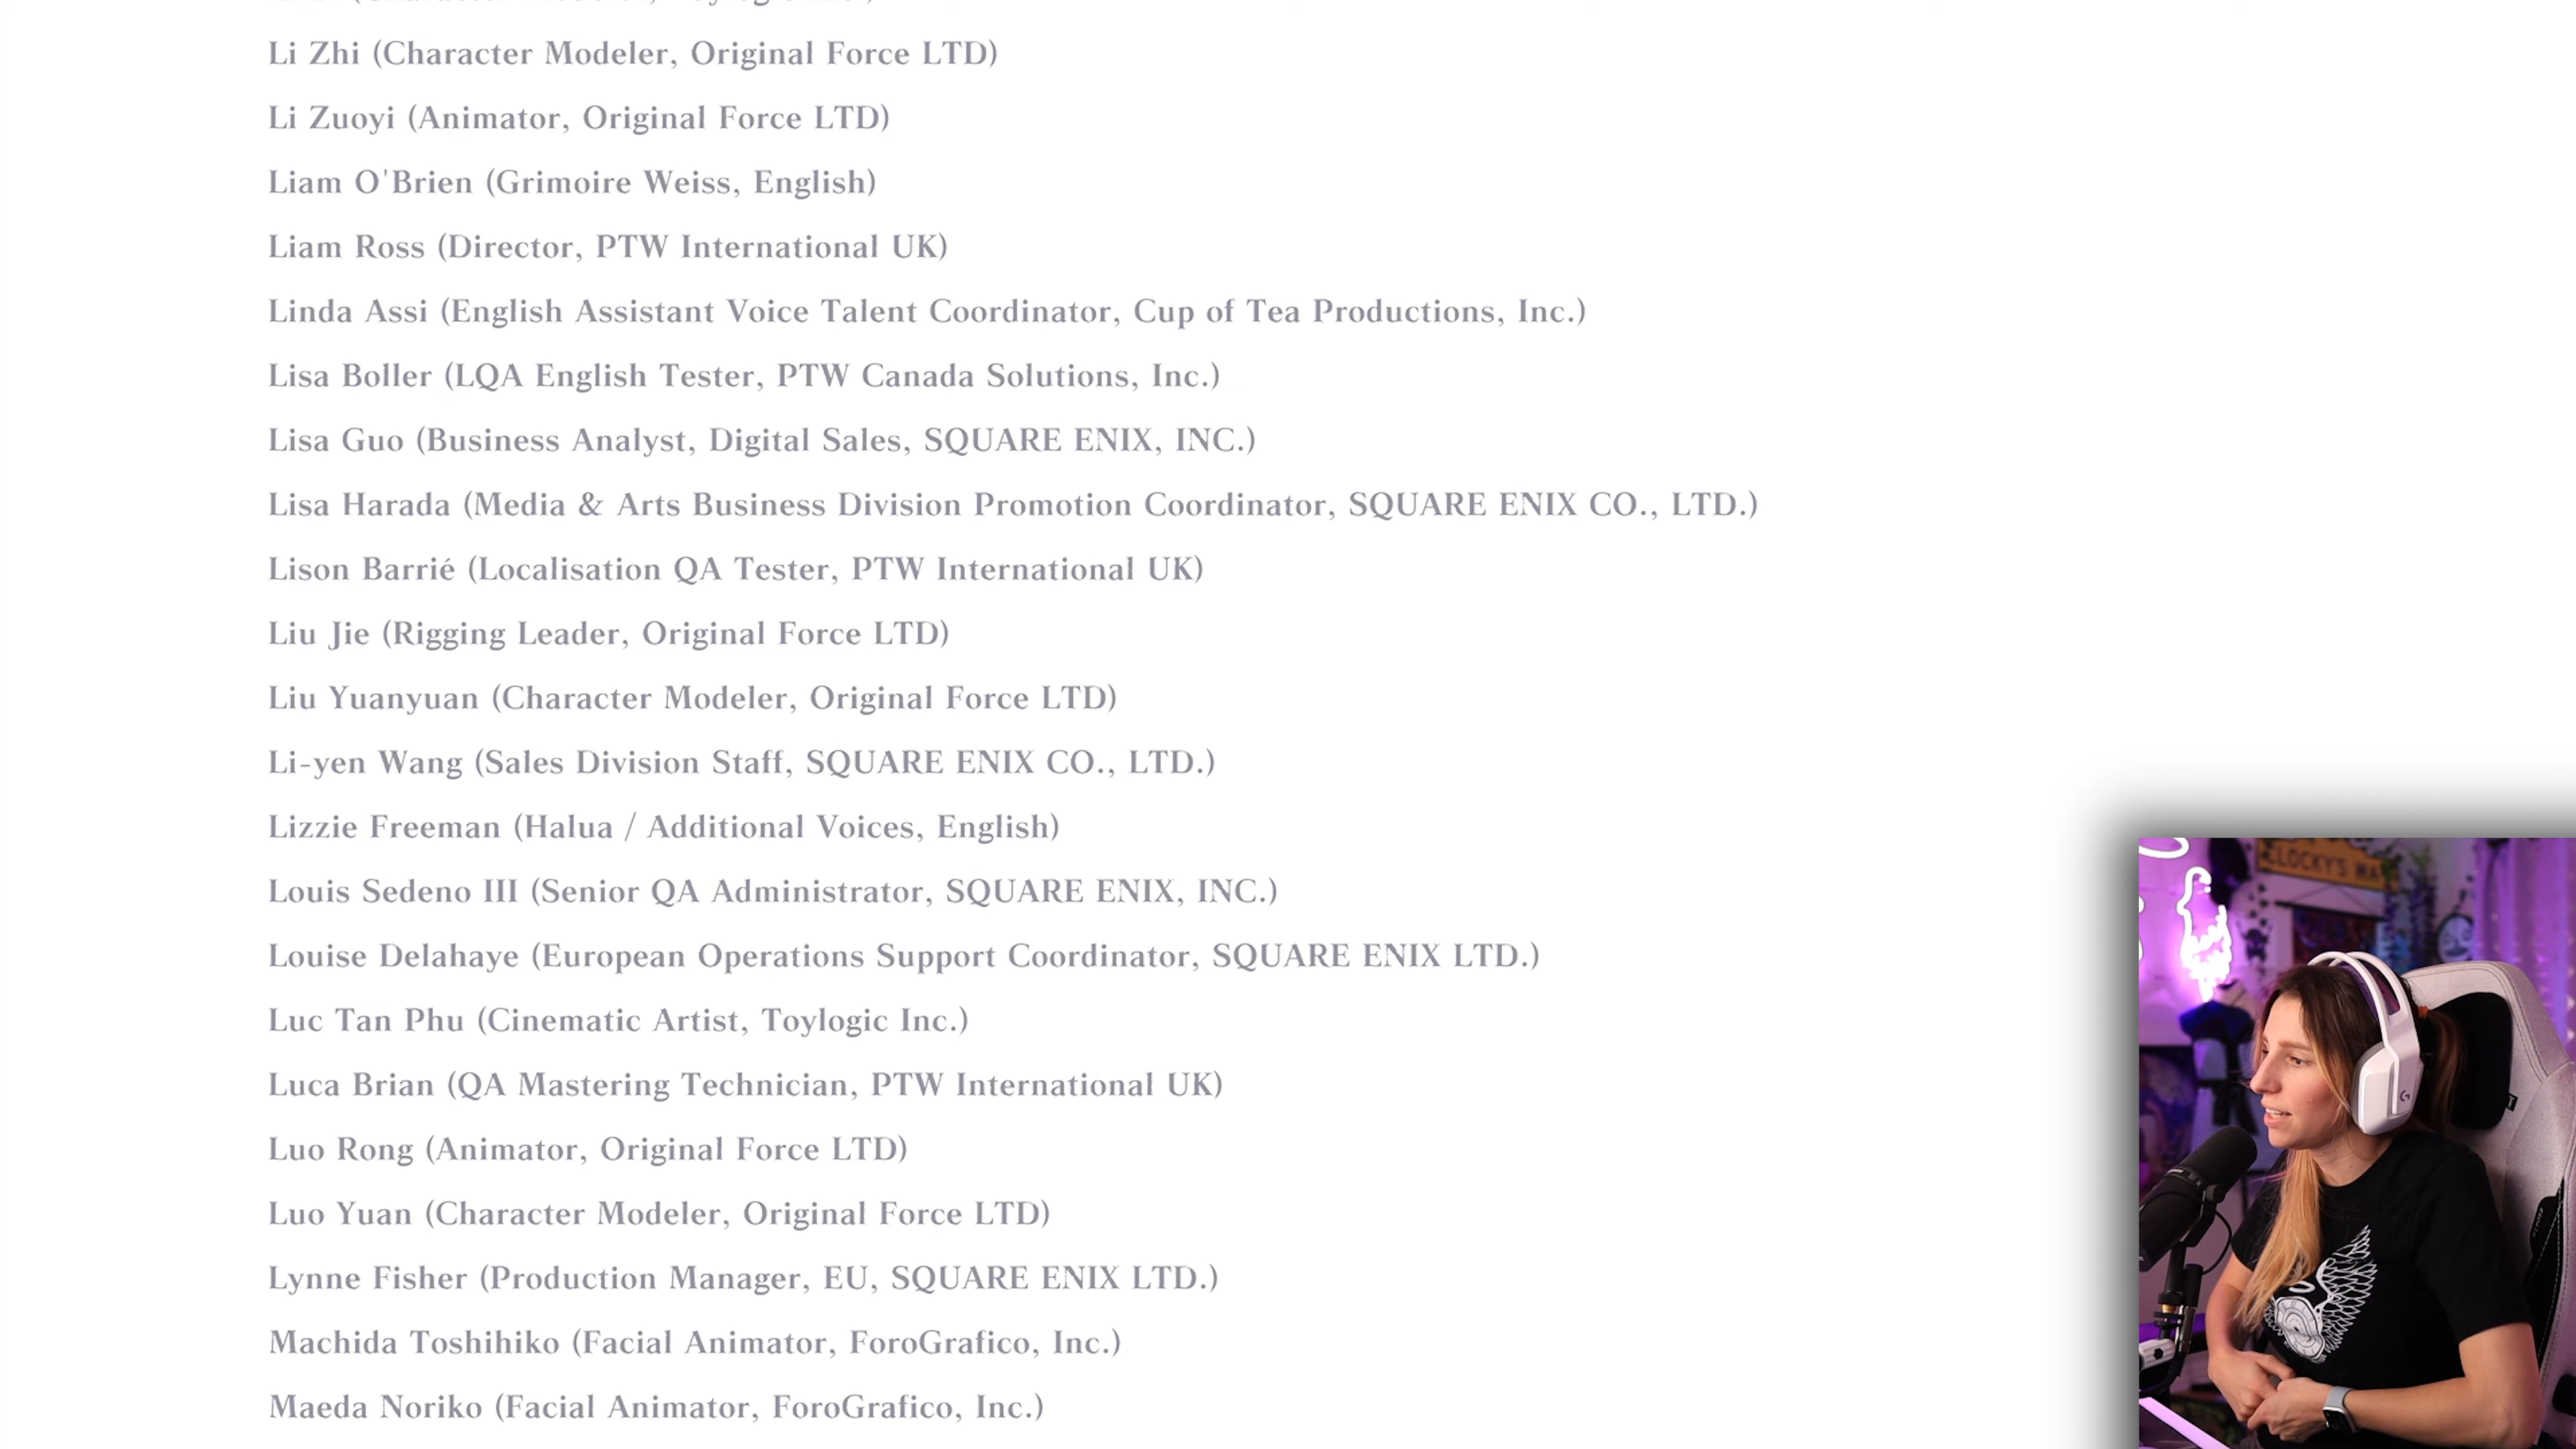 Li Zhi (Character Modeler, Original Force LTD)
Li Zuoyi (Animator, Original Force LTD)
Liam O'Brien (Grimoire Weiss, English)
Liam Ross (Director, PTW International UK)
Linda Assi (English Assistant Voice Talent Coordinator, Cup of Tea Productions, Inc.)
Lisa Boller (LQA English Tester, PTW Canada Solutions, Inc.)
Lisa Guo (Business Analyst, Digital Sales, SQUARE ENIX, INC.)
Lisa Harada (Media & Arts Business Division Promotion Coordinator, SQUARE ENIX CO., LTD.)
Lison Barrié (Localisation QA Tester, PTW International UK)
Liu Jie (Rigging Leader, Original Force LTD)
Liu Yuanyuan (Character Modeler, Original Force LTD)
Li-yen Wang (Sales Division Staff, SQUARE ENIX CO., LTD.)
Lizzie Freeman (Halua / Additional Voices, English)
Louis Sedeno III (Senior QA Administrator, SQUARE ENIX, INC.)
Louise Delahaye (European Operations Support Coordinator, SQUARE ENIX LTD.)
Luc Tan Phu (Cinematic Artist, Toylogic Inc.)
Luca Brian (QA Mastering Technician, PTW International UK)
Luo Rong (Animator, Original Force LTD)
Luo Yuan (Character Modeler, Original Force LTD)
Lynne Fisher (Production Manager, EU, SQUARE ENIX LTD.)
Machida Toshihiko (Facial Animator, ForoGrafico, Inc.)
Maeda Noriko (Facial Animator, ForoGrafico, Inc.)
CLOCKY'S